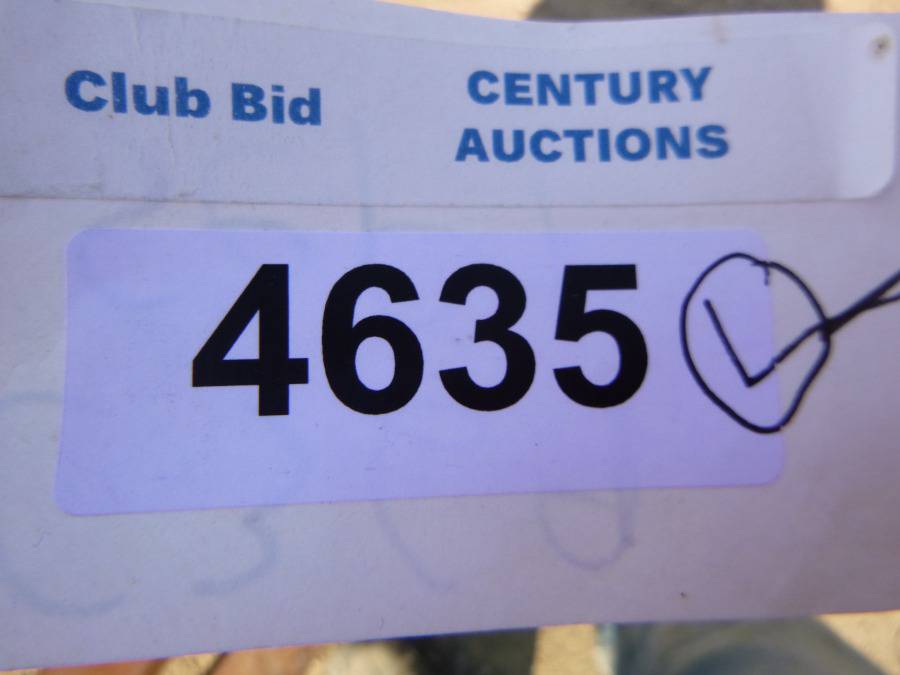 Club Bid
CENTURY
AUCTIONS
4635